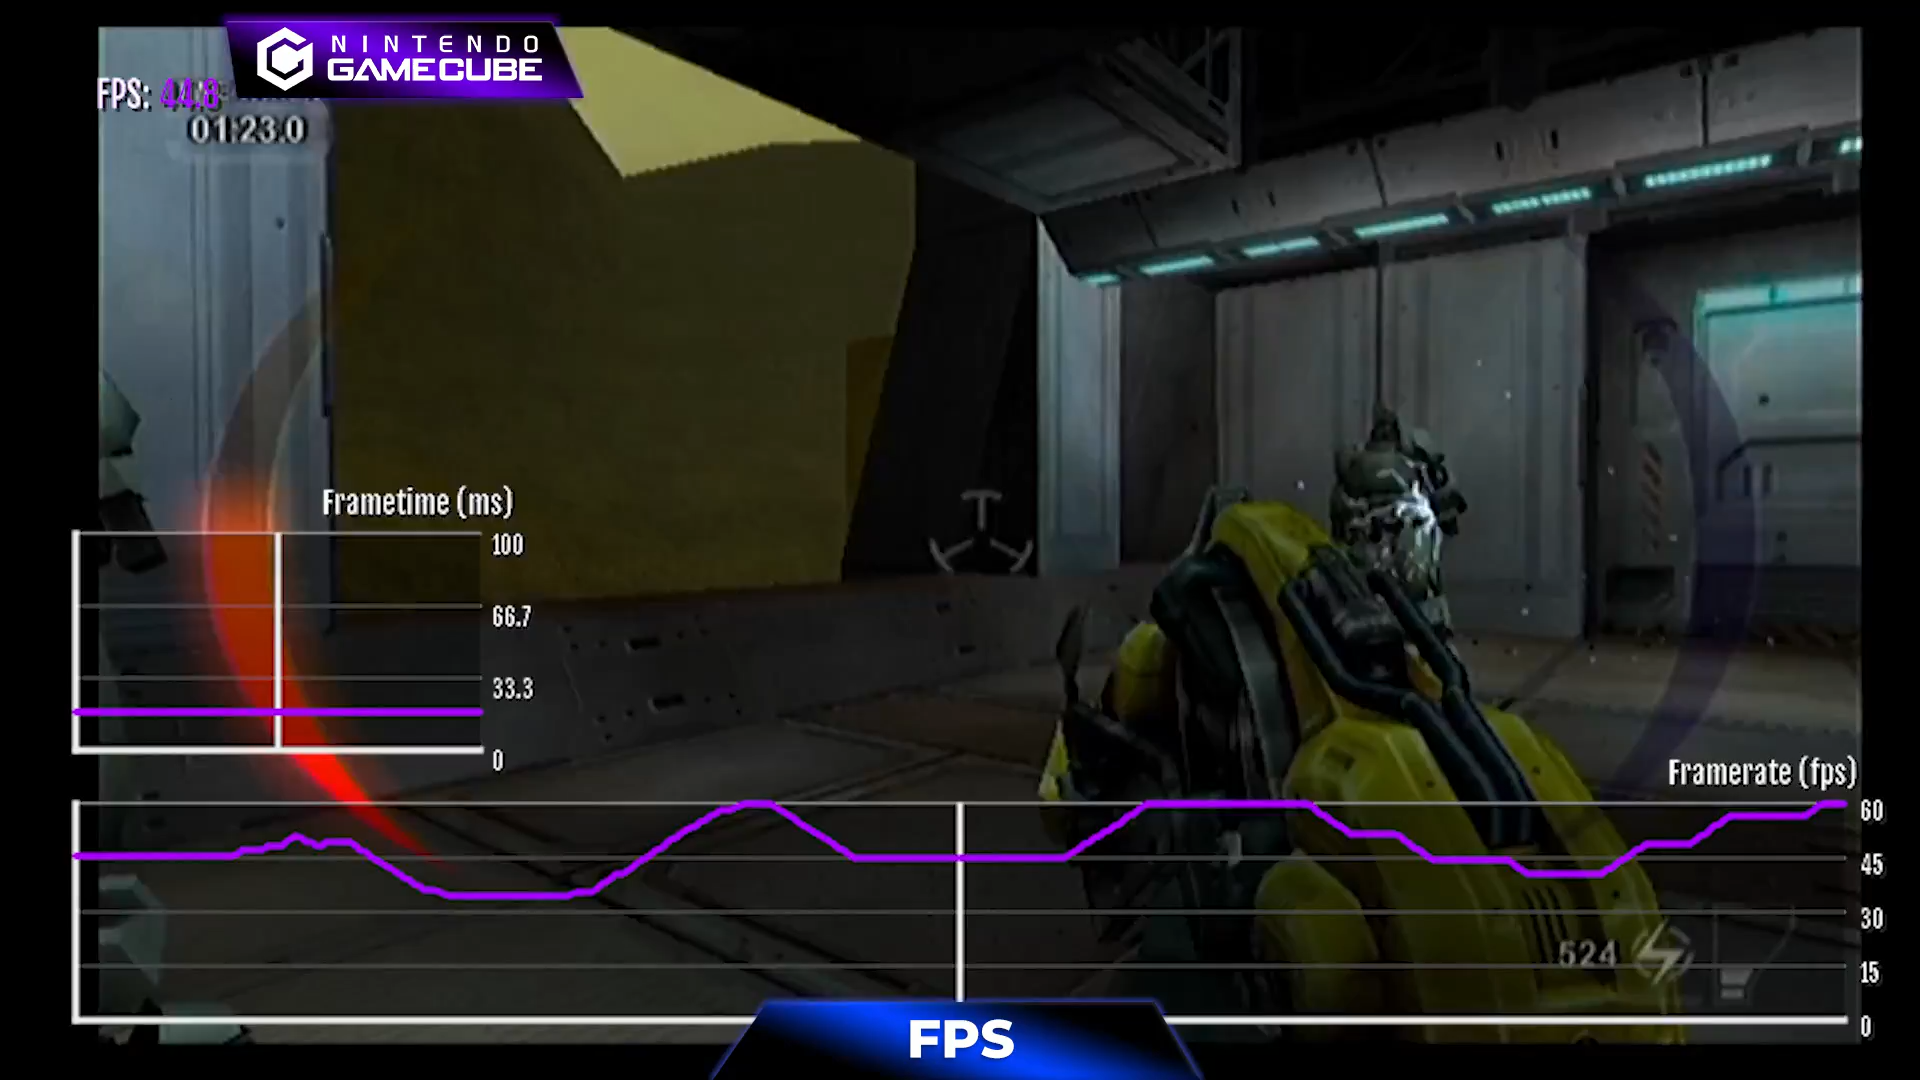 NINTENDO
GAMECUBE
FPS: 44.8
01:23.0
Frametime (ms)
100
66.7
33.3
0
Framerate (fps)
60
45
30
15
0
524
FPS